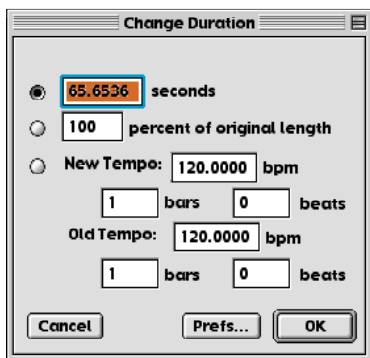 Change Duration
65.6536 seconds
100 percent of original length
New Tempo: 120.0000 bpm
1 bars 0 beats
Old Tempo: 120.0000 bpm
1 bars 0 beats
Cancel Prefs... OK